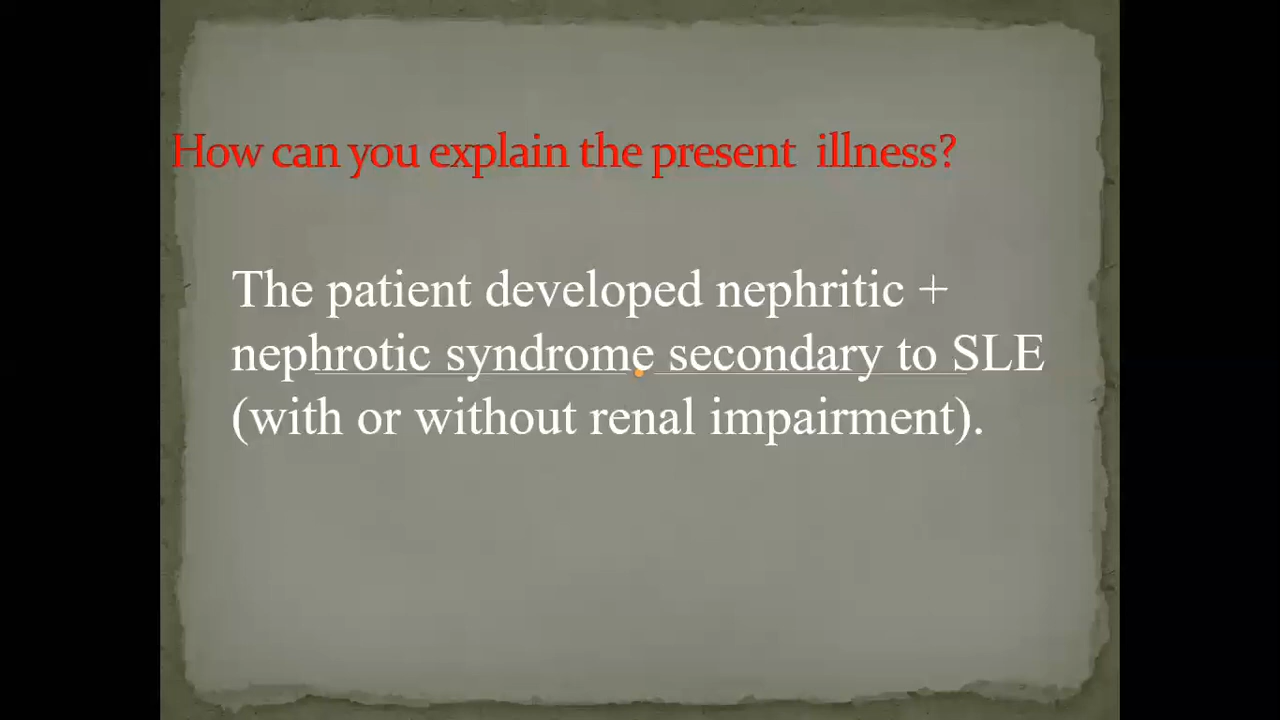 How can you explain the present illness?
The patient developed nephritic +
nephrotic syndrome secondary to SLE
(with or without renal impairment).